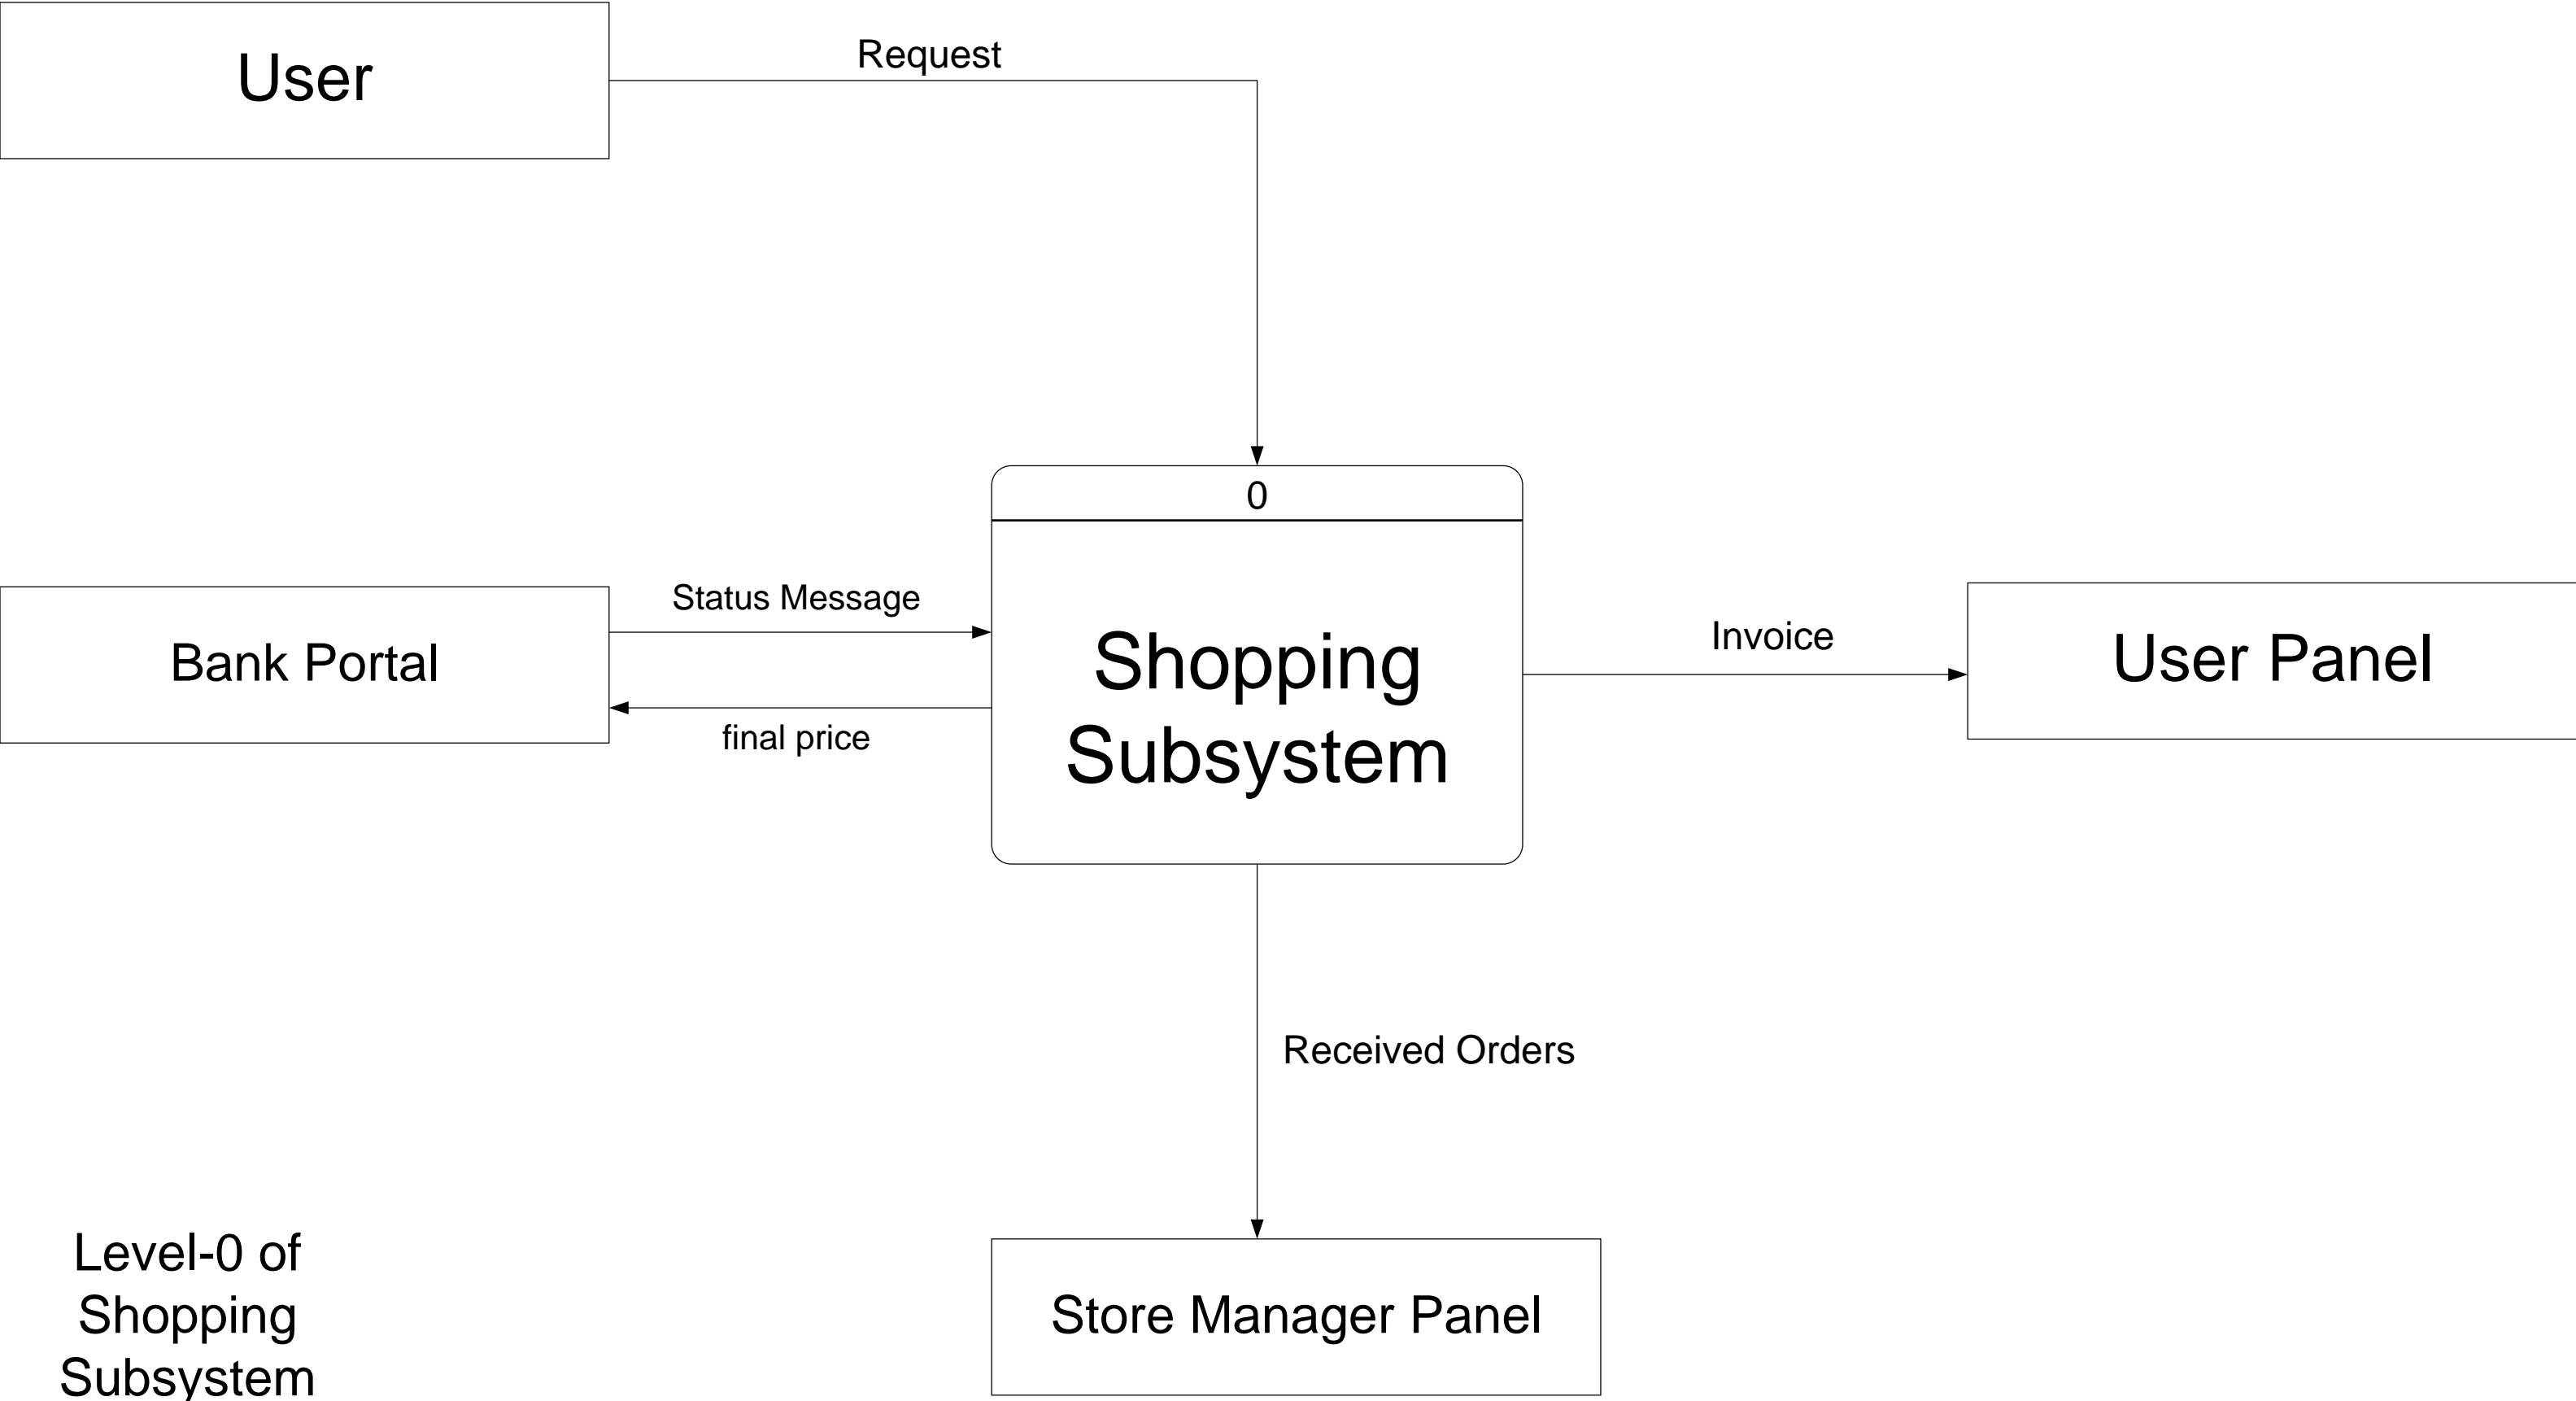 User
Request
0
Shopping
Subsystem
Status Message
final price
Bank Portal
Invoice
User Panel
Received Orders
Store Manager Panel
Level-0 of
Shopping
Subsystem